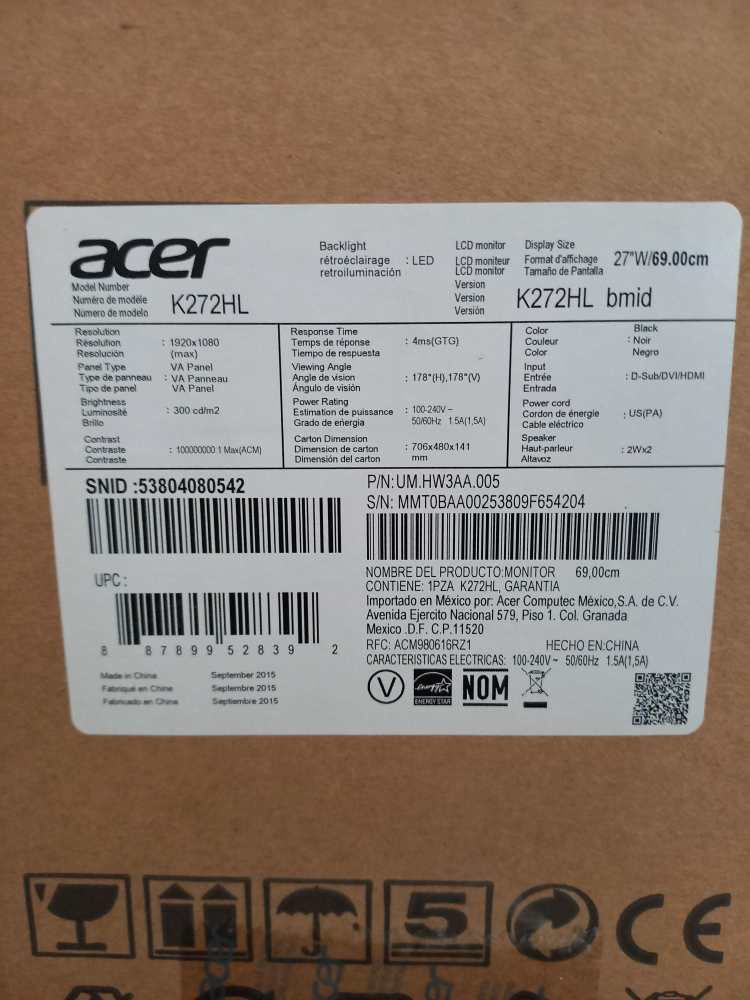 acer
Model Number
Numéro de modèle K272HL
Número de modelo
Backlight
rétroéclairage : LED
retroiluminación
LCD monitor
LCD moniteur
LCD monitor
Version
Version
Versión
Display Size
Format d'affichage 27"W/69.00cm
Tamaño de Pantalla
K272HL bmid
Resolution
Résolution : 1920x1080
Resolución (max)
Panel Type VA Panel
Type de panneau : VA Panneau
Tipo de panel VA Panel
Brightness
Luminosité : 300 cd/m2
Brillo
Contrast
Contraste : 100000000:1 Max(ACM)
Contraste
Response Time
Temps de réponse : 4ms(GTG)
Tiempo de respuesta
Viewing Angle
Angle de vision : 178°(H),178°(V)
Ángulo de visión
Power Rating
Estimation de puissance : 100-240V ~
Grado de energía 50/60Hz 1.5A(1,5A)
Carton Dimension
Dimension de carton : 706x480x141
Dimensión del carton mm
Color Black
Couleur : Noir
Color Negro
Input
Entrée : D-Sub/DVI/HDMI
Entrada
Power cord
Cordon de énergie : US(PA)
Cable eléctrico
Speaker
Haut-parleur : 2Wx2
Altavoz
SNID :53804080542
P/N:UM.HW3AA.005
S/N: MMT0BAA00253809F654204
UPC :
8 87899 52839 2
NOMBRE DEL PRODUCTO:MONITOR 69,00cm
CONTIENE: 1PZA K272HL, GARANTIA
Importado en México por: Acer Computec México,S.A. de C.V.
Avenida Ejercito Nacional 579, Piso 1. Col. Granada
Mexico .D.F. C.P.11520
RFC: ACM980616RZ1 HECHO EN:CHINA
CARACTERISTICAS ELECTRICAS: 100-240V ~ 50/60Hz 1.5A(1,5A)
Made in China September 2015
Fabriqué en Chine Septembre 2015
Fabricado en China Septiembre 2015
V
energy
ENERGY STAR
NOM
5
CE
acer